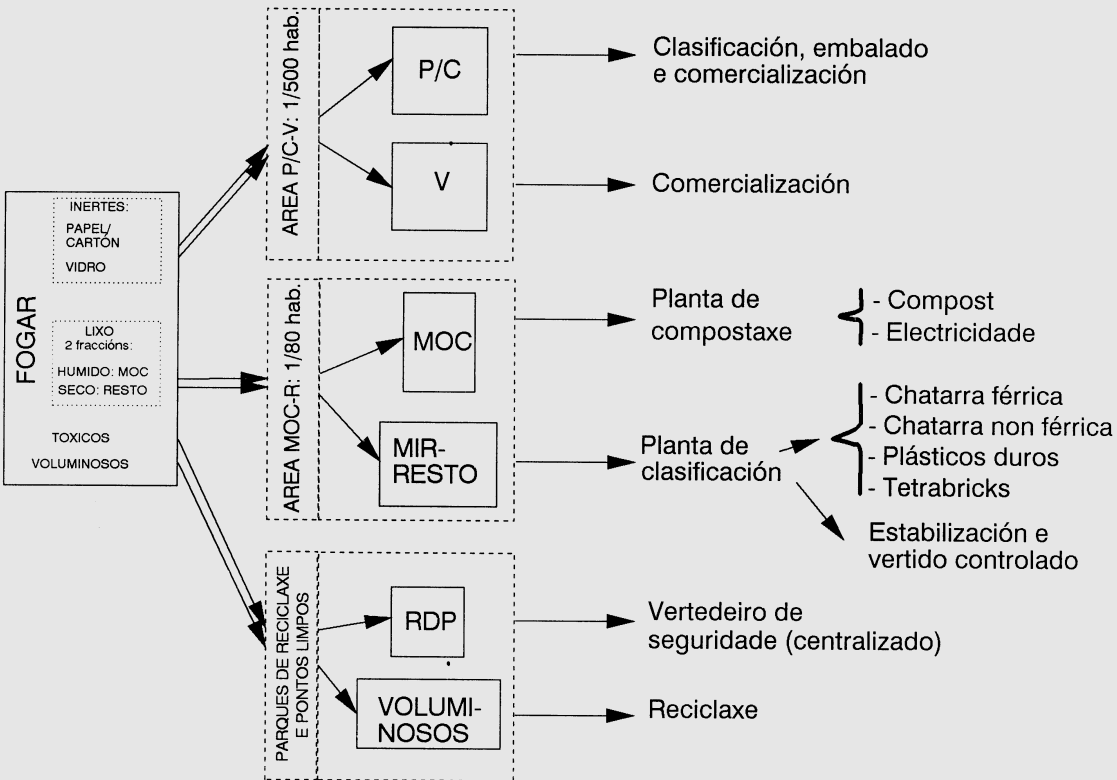 FOGAR
INERTES:
PAPEL/
CARTÓN
VIDRO
LIXO
2 fraccións:
HUMIDO: MOC
SECO: RESTO
TOXICOS
VOLUMINOSOS
AREA P/C-V: 1/500 hab.
P/C
V
Clasificación, embalado
e comercialización
Comercialización
AREA MOC-R: 1/80 hab.
MOC
MIR-
RESTO
Planta de
compostaxe
- Compost
- Electricidade
Planta de
clasificación
- Chatarra férrica
- Chatarra non férrica
- Plásticos duros
- Tetrabricks
Estabilización e
vertido controlado
PARQUES DE RECICLAXE
E PONTOS LIMPOS
RDP
VOLUMI-
NOSOS
Vertedeiro de
seguridade (centralizado)
Reciclaxe